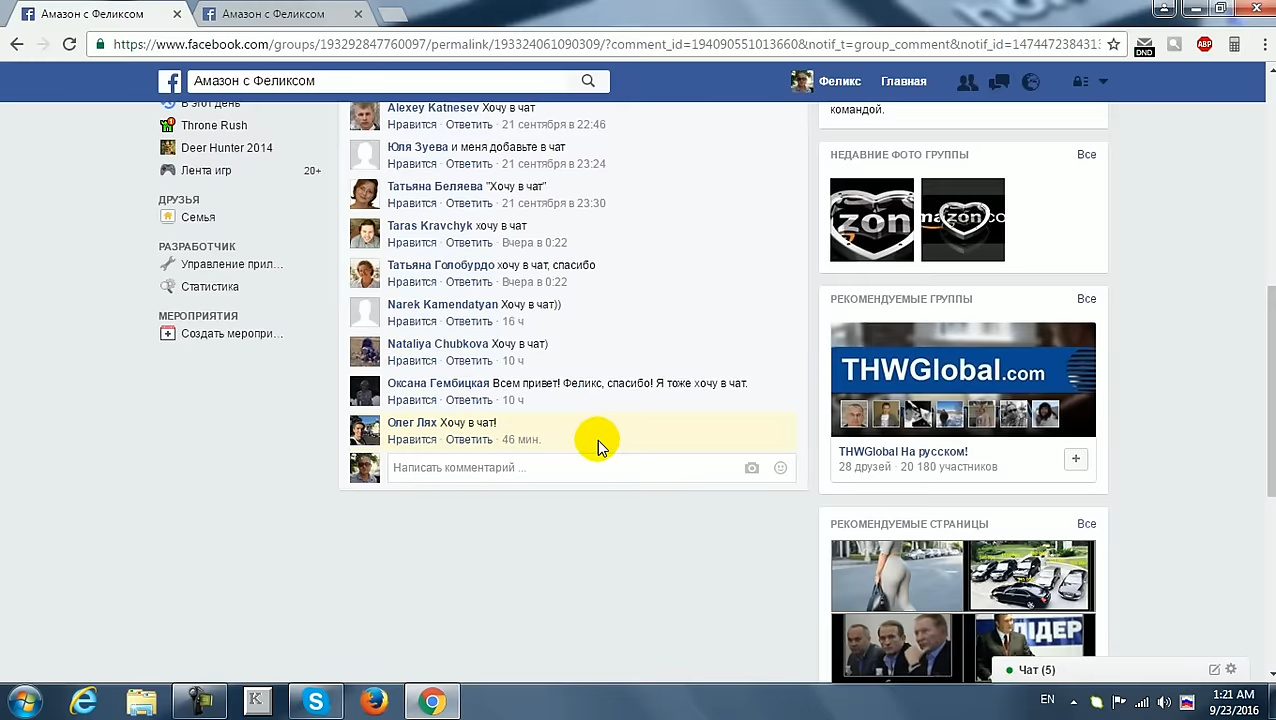 Азамон с Феликсом
Азамон с Феликсом
https://www.facebook.com/groups/193292847760097/permalink/193324061090309/?comment_id=194090551013660&notif_t=group_comment&notif_id=147447238431
DND
ABP
Амазон с Феликсом
Феликс
Главная
В этот день
Throne Rush
Deer Hunter 2014
Лента игр
20+
ДРУЗЬЯ
Семья
РАЗРАБОТЧИК
Управление прил...
Статистика
МЕРОПРИЯТИЯ
Создать меропри...
Alexey Katnesev Хочу в чат
Нравится · Ответить · 21 сентября в 22:46
Юля Зуева и меня добавьте в чат
Нравится · Ответить · 21 сентября в 23:24
Татьяна Беляева "Хочу в чат"
Нравится · Ответить · 21 сентября в 23:30
Taras Kravchyk хочу в чат
Нравится · Ответить · Вчера в 0:22
Татьяна Голобурдо хочу в чат, спасибо
Нравится · Ответить · Вчера в 0:22
Narek Kamendatyan Хочу в чат))
Нравится · Ответить · 16 ч
Nataliya Chubkova Хочу в чат)
Нравится · Ответить · 10 ч
Оксана Гембицкая Всем привет! Феликс, спасибо! Я тоже хочу в чат.
Нравится · Ответить · 10 ч
Олег Лях Хочу в чат!
Нравится · Ответить · 46 мин.
Написать комментарий ...
командой.
НЕДАВНИЕ ФОТО ГРУППЫ
Все
zon
mazon.co
РЕКОМЕНДУЕМЫЕ ГРУППЫ
Все
THWGlobal.com
THWGlobal На русском!
28 друзей · 20 180 участников
РЕКОМЕНДУЕМЫЕ СТРАНИЦЫ
Все
ІДЕР
Чат (5)
EN
1:21 AM
9/23/2016